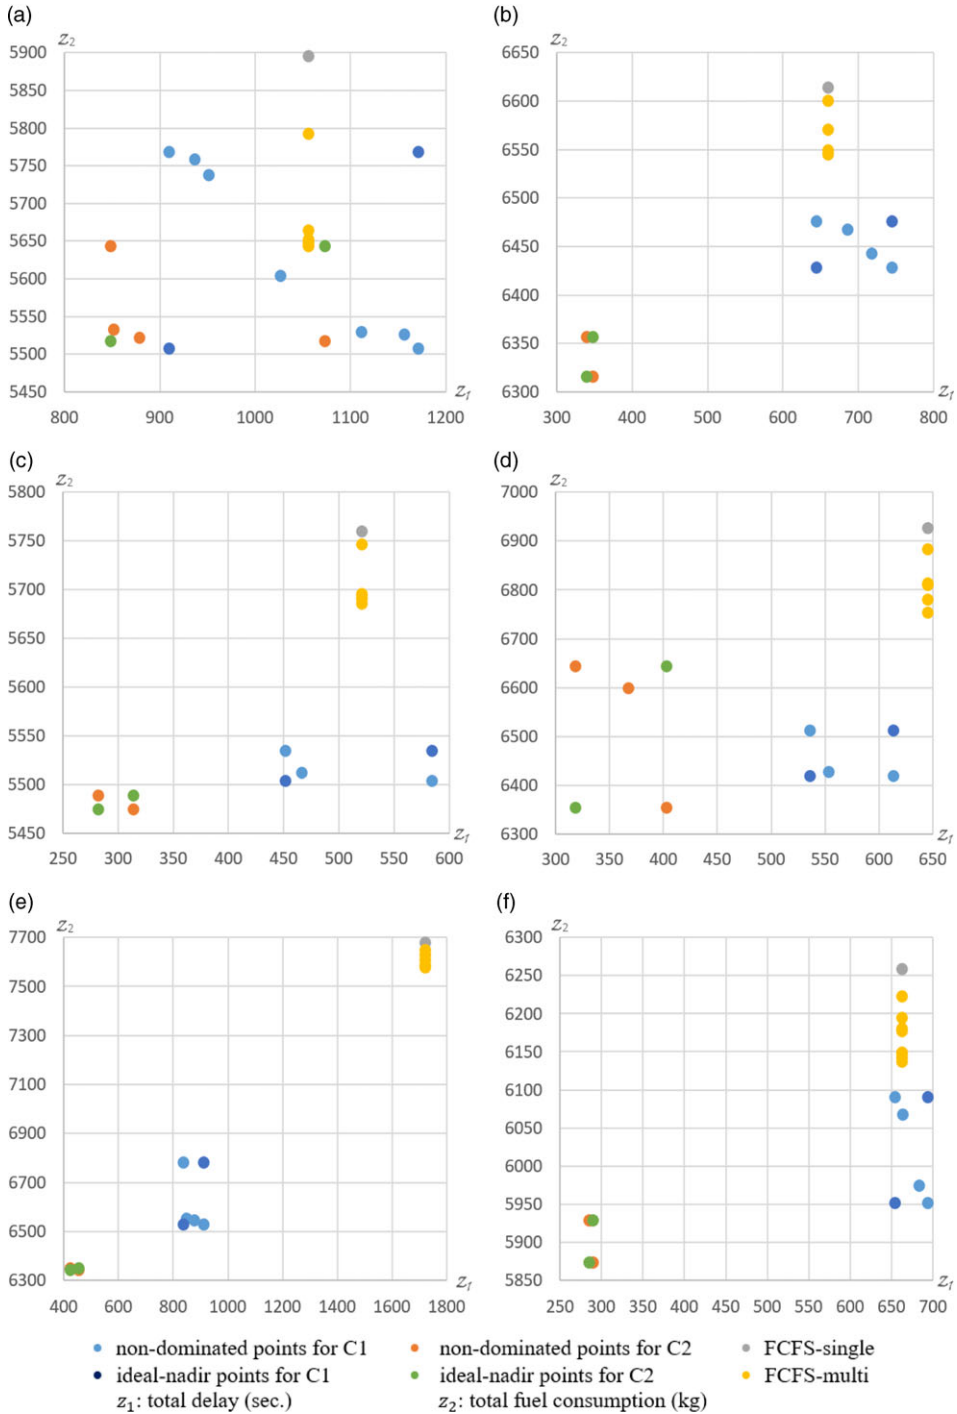 (a)
z2
5900
5850
5800
5750
5700
5650
5600
5550
5500
5450
800 900 1000 1100 1200
z1
(b)
z2
6650
6600
6550
6500
6450
6400
6350
6300
300 400 500 600 700 800
z1
(c)
z2
5800
5750
5700
5650
5600
5550
5500
5450
250 300 350 400 450 500 550 600
z1
(d)
z2
7000
6900
6800
6700
6600
6500
6400
6300
300 350 400 450 500 550 600 650
z1
(e)
z2
7700
7500
7300
7100
6900
6700
6500
6300
400 600 800 1000 1200 1400 1600 1800
z1
(f)
z2
6300
6250
6200
6150
6100
6050
6000
5950
5900
5850
250 300 350 400 450 500 550 600 650 700
z1
non-dominated points for C1 non-dominated points for C2 FCFS-single
ideal-nadir points for C1 ideal-nadir points for C2 FCFS-multi
z1: total delay (sec.) z2: total fuel consumption (kg)